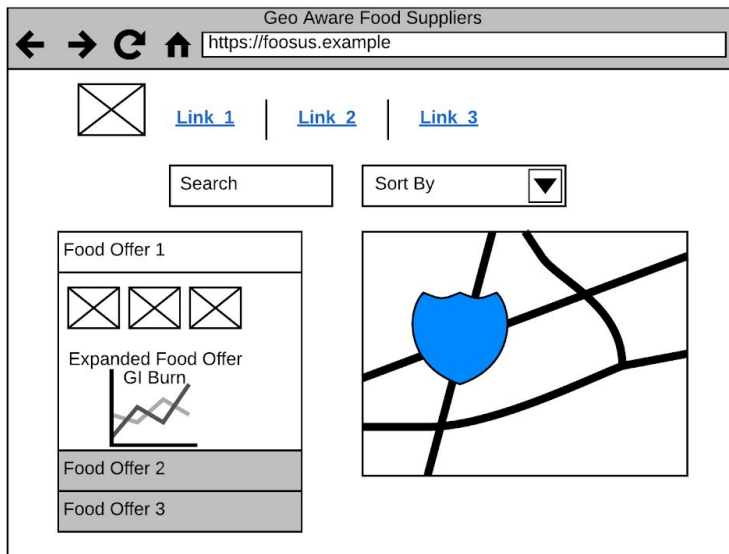 Geo Aware Food Suppliers
https://foosus.example
Link 1
Link 2
Link 3
Search
Sort By
Food Offer 1
Expanded Food Offer
GI Burn
Food Offer 2
Food Offer 3